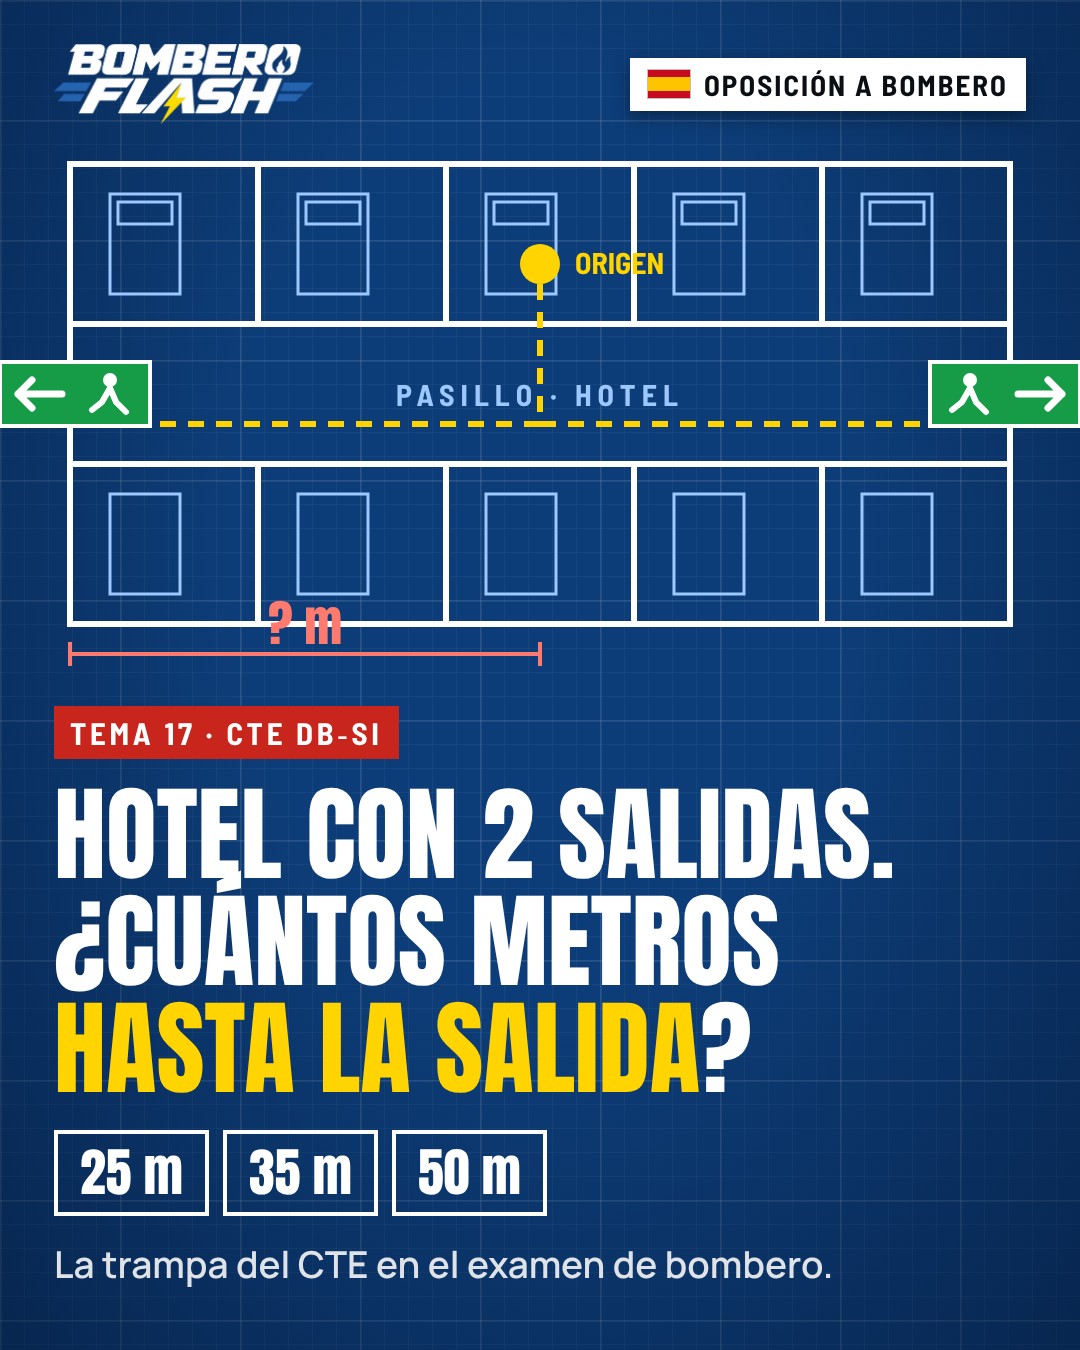 BOMBERO
FLASH
OPOSICIÓN A BOMBERO
ORIGEN
PASILLO · HOTEL
? m
TEMA 17 · CTE DB-SI
HOTEL CON 2 SALIDAS.
¿CUÁNTOS METROS
HASTA LA SALIDA?
25 m
35 m
50 m
La trampa del CTE en el examen de bombero.